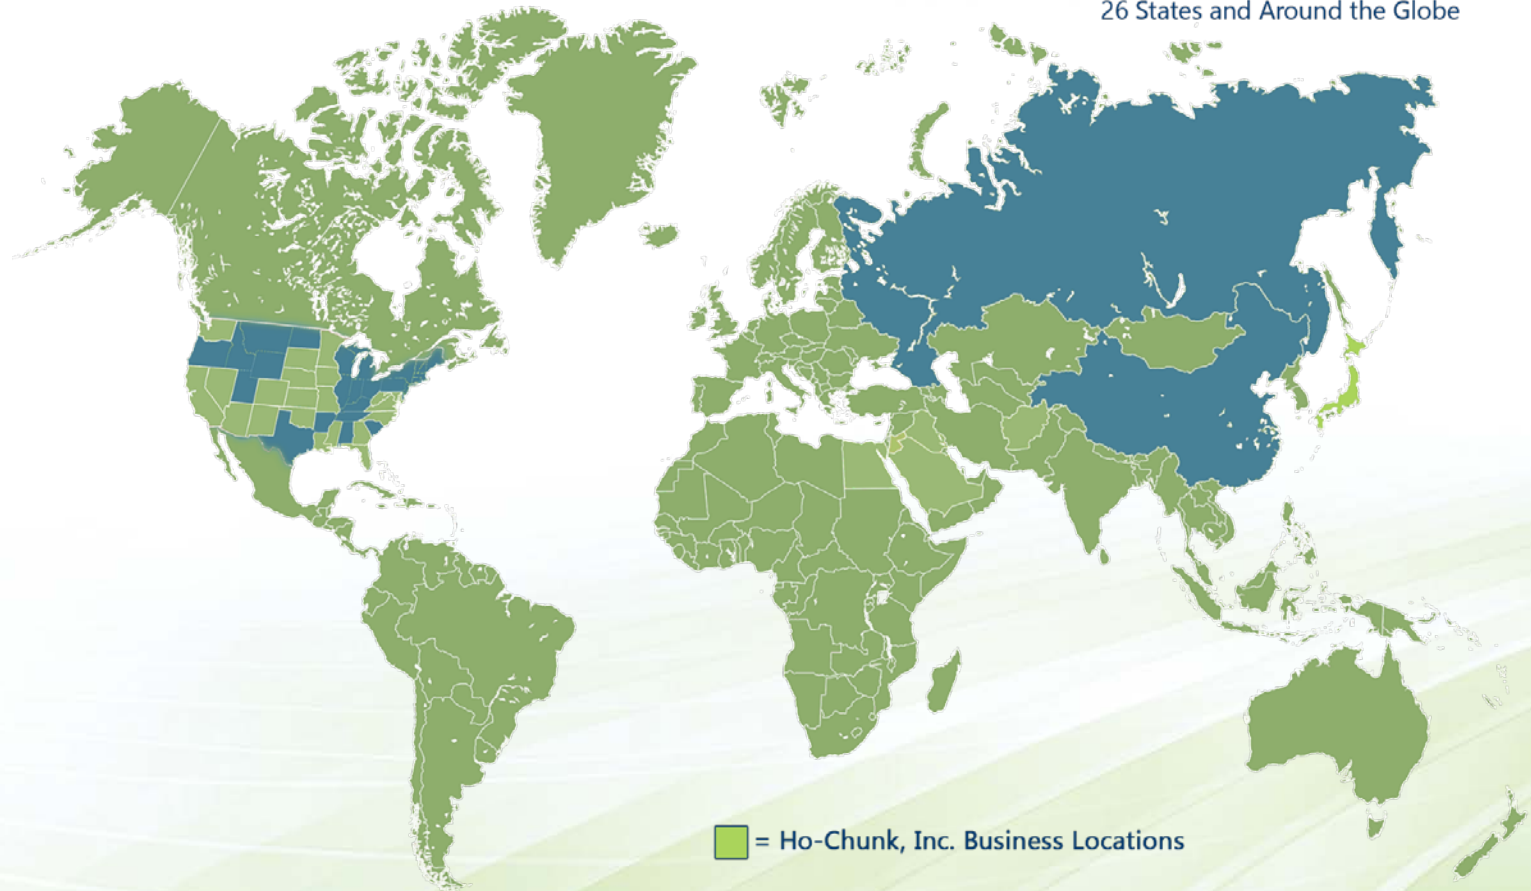 26 States and Around the Globe
= Ho-Chunk, Inc. Business Locations